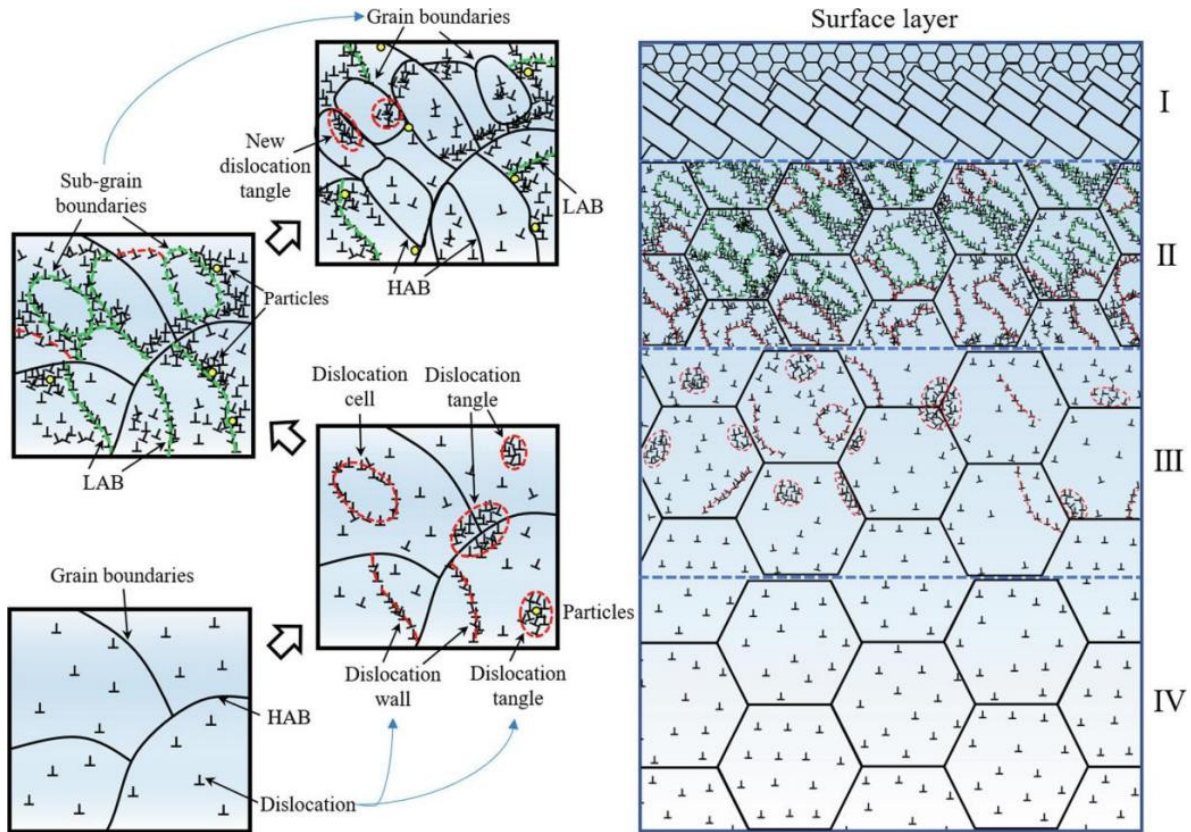 Grain boundaries
Surface layer
New
dislocation
tangle
LAB
HAB
I
Sub-grain
boundaries
Particles
LAB
II
Dislocation
cell
Dislocation
tangle
Particles
Dislocation
wall
Dislocation
tangle
III
Grain boundaries
HAB
Dislocation
IV